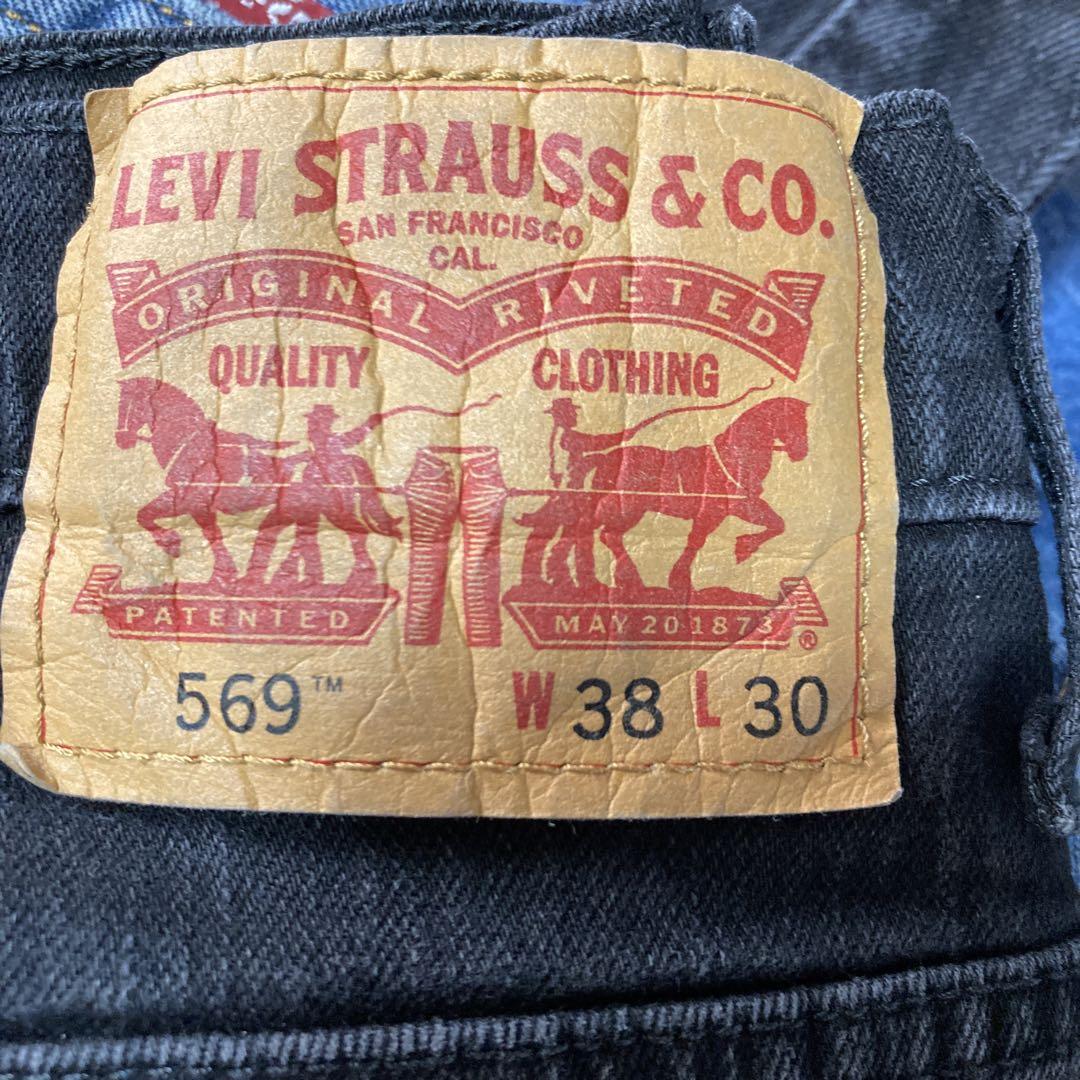 LEVI STRAUSS & CO.
SAN FRANCISCO
CAL.
ORIGINAL RIVETED
QUALITY CLOTHING
PATENTED MAY 20 1873 ®
569™ W 38 L 30